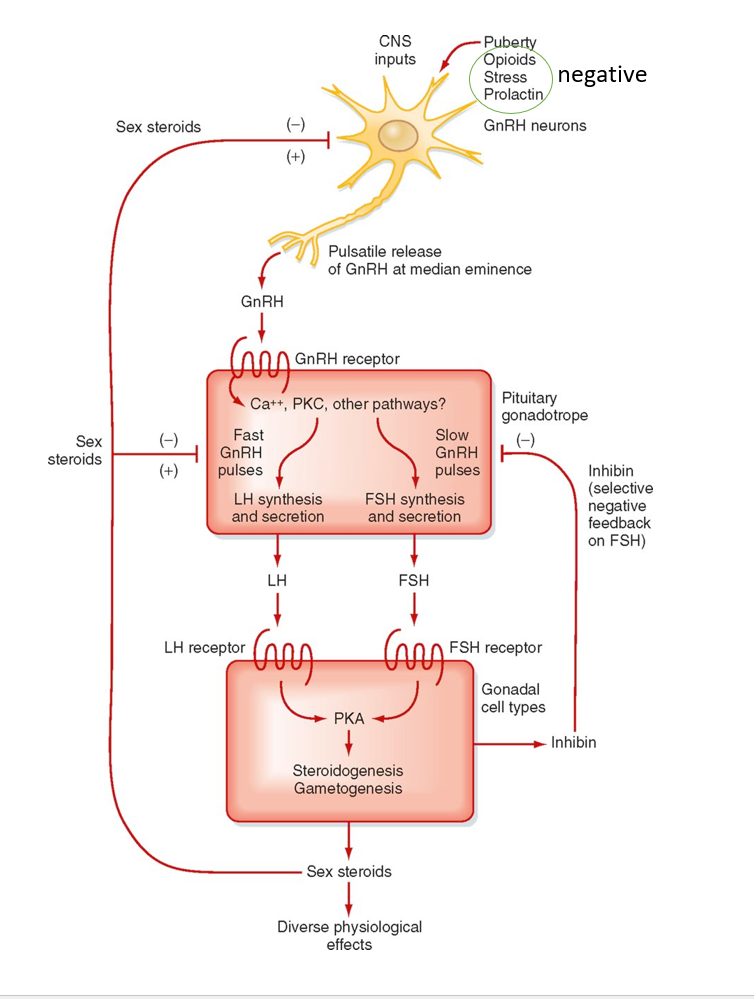 CNS
inputs
Puberty
Opioids
Stress
Prolactin
negative
GnRH neurons
Sex steroids
(−)
(+)
Pulsatile release
of GnRH at median eminence
GnRH
GnRH receptor
Ca++, PKC, other pathways?
Pituitary
gonadotrope
Fast
GnRH
pulses
Slow
GnRH
pulses
Sex
steroids
(−)
(+)
(−)
Inhibin
(selective
negative
feedback
on FSH)
LH synthesis
and secretion
FSH synthesis
and secretion
LH
FSH
LH receptor
FSH receptor
Gonadal
cell types
PKA
Inhibin
Steroidogenesis
Gametogenesis
Sex steroids
Diverse physiological
effects